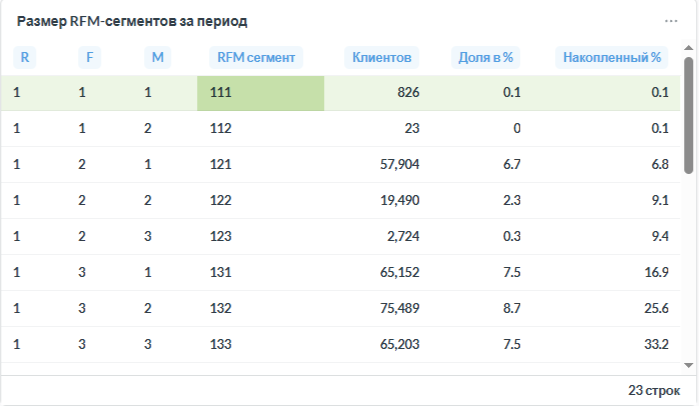 Размер RFM-сегментов за период
R F M RFM сегмент Клиентов Доля в % Накопленный %
1 1 1 111 826 0.1 0.1
1 1 2 112 23 0 0.1
1 2 1 121 57,904 6.7 6.8
1 2 2 122 19,490 2.3 9.1
1 2 3 123 2,724 0.3 9.4
1 3 1 131 65,152 7.5 16.9
1 3 2 132 75,489 8.7 25.6
1 3 3 133 65,203 7.5 33.2
23 строк